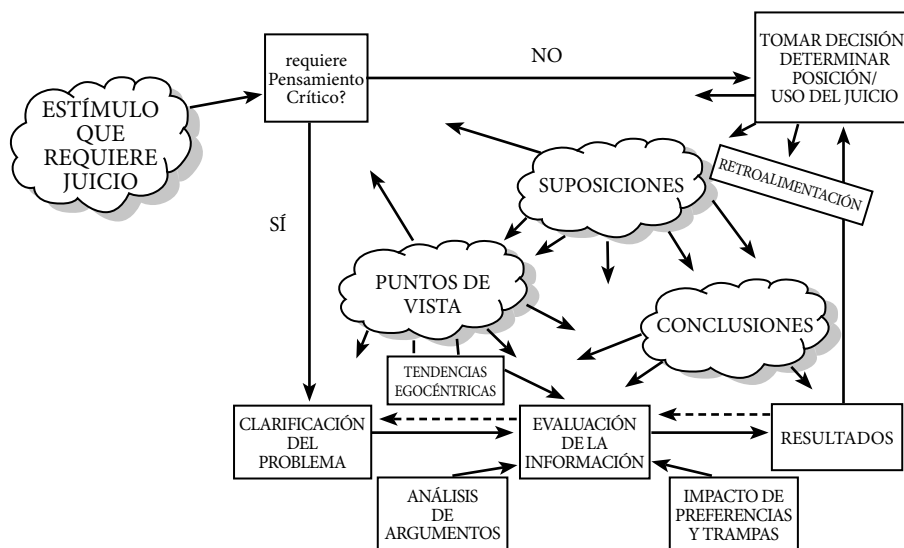 requiere
Pensamiento
Crítico?
NO
TOMAR DECISIÓN
DETERMINAR
POSICIÓN/
USO DEL JUICIO
ESTÍMULO
QUE
REQUIERE
JUICIO
SUPOSICIONES
RETROALIMENTACIÓN
SÍ
PUNTOS DE
VISTA
CONCLUSIONES
TENDENCIAS
EGOCÉNTRICAS
CLARIFICACIÓN
DEL
PROBLEMA
EVALUACIÓN
DE LA
INFORMACIÓN
RESULTADOS
ANÁLISIS
DE
ARGUMENTOS
IMPACTO DE
PREFERENCIAS
Y TRAMPAS